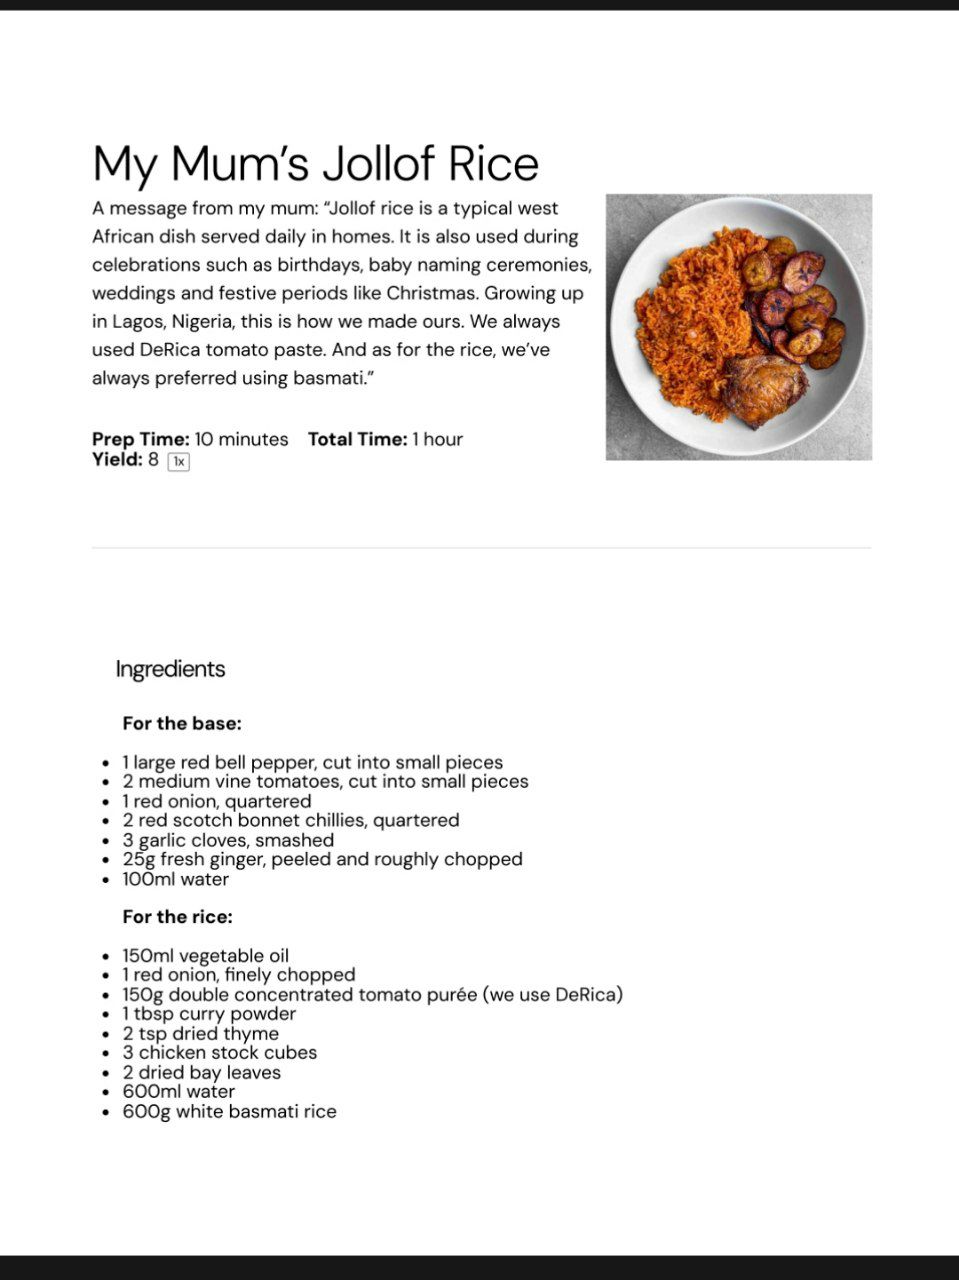 My Mum’s Jollof Rice
A message from my mum: “Jollof rice is a typical west
African dish served daily in homes. It is also used during
celebrations such as birthdays, baby naming ceremonies,
weddings and festive periods like Christmas. Growing up
in Lagos, Nigeria, this is how we made ours. We always
used DeRica tomato paste. And as for the rice, we’ve
always preferred using basmati.”
Prep Time: 10 minutes Total Time: 1 hour
Yield: 8 1x
Ingredients
For the base:
• 1 large red bell pepper, cut into small pieces
• 2 medium vine tomatoes, cut into small pieces
• 1 red onion, quartered
• 2 red scotch bonnet chillies, quartered
• 3 garlic cloves, smashed
• 25g fresh ginger, peeled and roughly chopped
• 100ml water
For the rice:
• 150ml vegetable oil
• 1 red onion, finely chopped
• 150g double concentrated tomato purée (we use DeRica)
• 1 tbsp curry powder
• 2 tsp dried thyme
• 3 chicken stock cubes
• 2 dried bay leaves
• 600ml water
• 600g white basmati rice